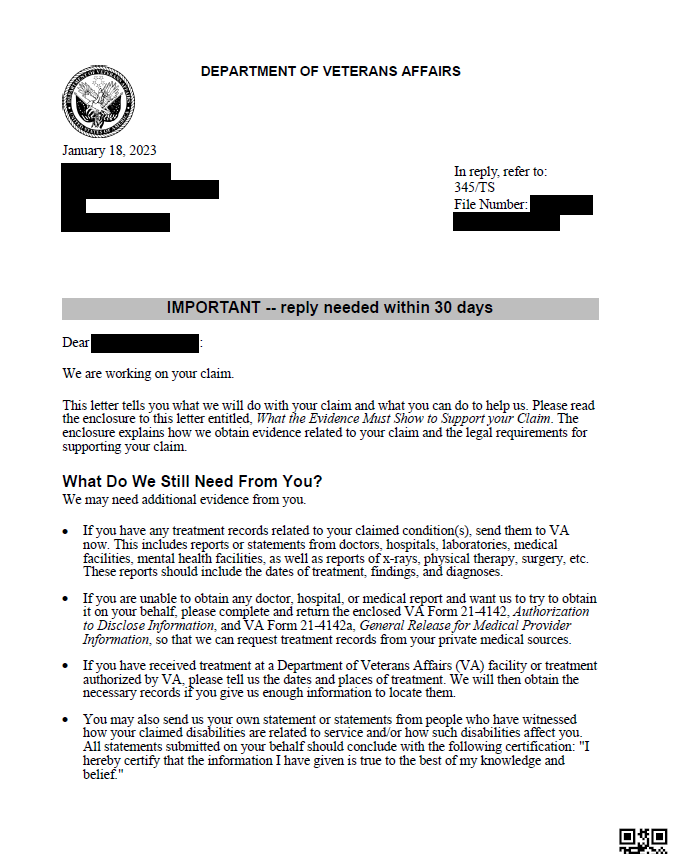 DEPARTMENT OF VETERANS AFFAIRS
January 18, 2023
In reply, refer to:
345/TS
File Number:
IMPORTANT -- reply needed within 30 days
Dear :
We are working on your claim.
This letter tells you what we will do with your claim and what you can do to help us. Please read
the enclosure to this letter entitled, What the Evidence Must Show to Support your Claim. The
enclosure explains how we obtain evidence related to your claim and the legal requirements for
supporting your claim.
What Do We Still Need From You?
We may need additional evidence from you.
• If you have any treatment records related to your claimed condition(s), send them to VA
now. This includes reports or statements from doctors, hospitals, laboratories, medical
facilities, mental health facilities, as well as reports of x-rays, physical therapy, surgery, etc.
These reports should include the dates of treatment, findings, and diagnoses.
• If you are unable to obtain any doctor, hospital, or medical report and want us to try to obtain
it on your behalf, please complete and return the enclosed VA Form 21-4142, Authorization
to Disclose Information, and VA Form 21-4142a, General Release for Medical Provider
Information, so that we can request treatment records from your private medical sources.
• If you have received treatment at a Department of Veterans Affairs (VA) facility or treatment
authorized by VA, please tell us the dates and places of treatment. We will then obtain the
necessary records if you give us enough information to locate them.
• You may also send us your own statement or statements from people who have witnessed
how your claimed disabilities are related to service and/or how such disabilities affect you.
All statements submitted on your behalf should conclude with the following certification: "I
hereby certify that the information I have given is true to the best of my knowledge and
belief."